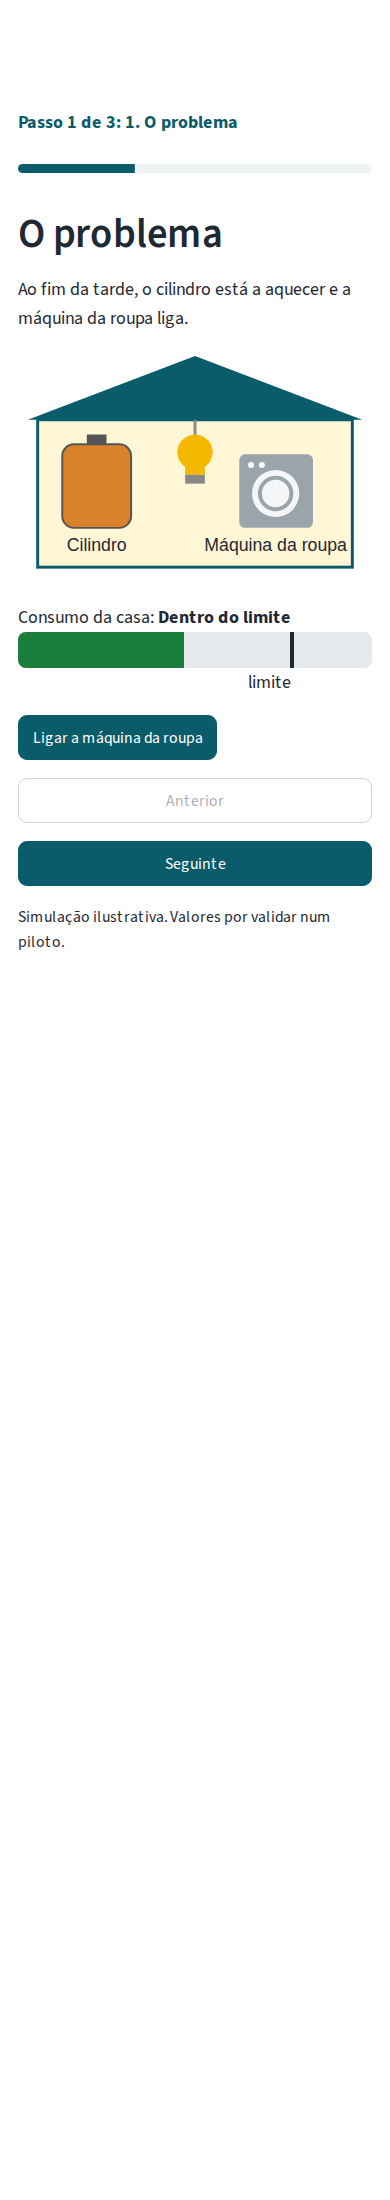 Passo 1 de 3: 1. O problema
O problema
Ao fim da tarde, o cilindro está a aquecer e a
máquina da roupa liga.
Cilindro
Máquina da roupa
Consumo da casa: Dentro do limite
limite
Ligar a máquina da roupa
Anterior
Seguinte
Simulação ilustrativa. Valores por validar num
piloto.